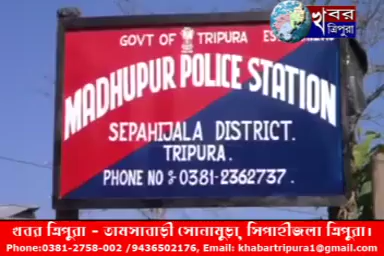 খবর
ত্রিপুরা
GOVT OF TRIPURA
MADHUPUR POLICE STATION
SEPAHIJALA DISTRICT.
TRIPURA.
PHONE NO : 0381-2362737.
খবর ত্রিপুরা - তামসাবাড়ী সোনামুড়া, সিপাহীজলা ত্রিপুরা।
Phone:0381-2758-002 /9436502176, Email: khabartripura1@gmail.com